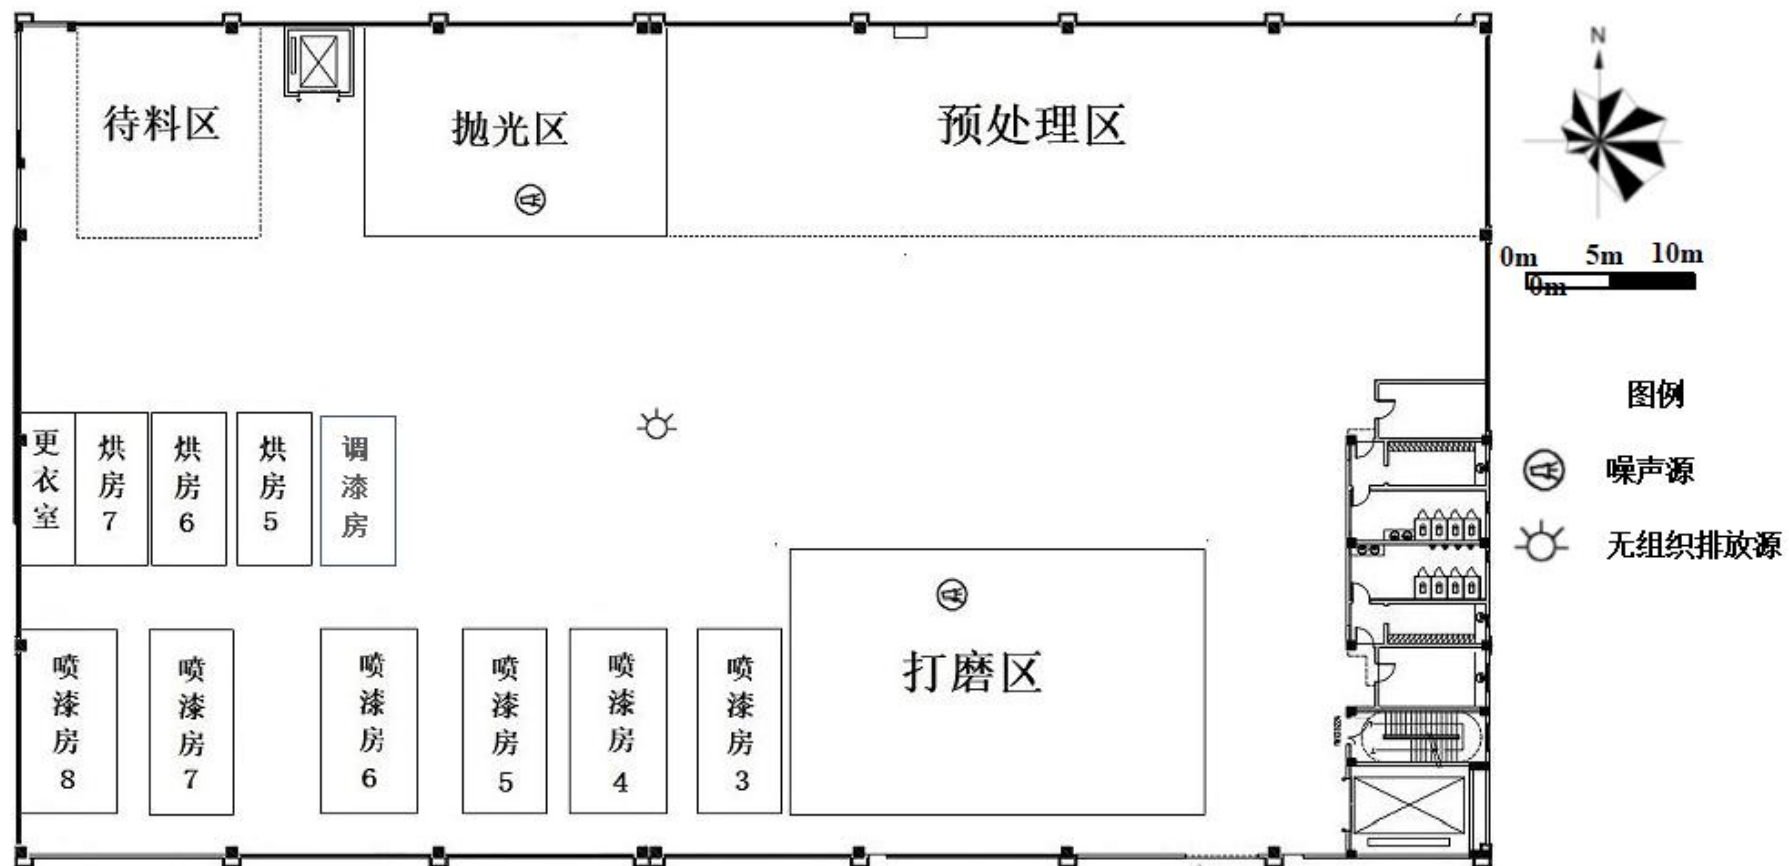 N
待料区
抛光区
预处理区
0m 5m 10m
0m
图例
更衣室
烘房7
烘房6
烘房5
调漆房
噪声源
无组织排放源
喷漆房8
喷漆房7
喷漆房6
喷漆房5
喷漆房4
喷漆房3
打磨区